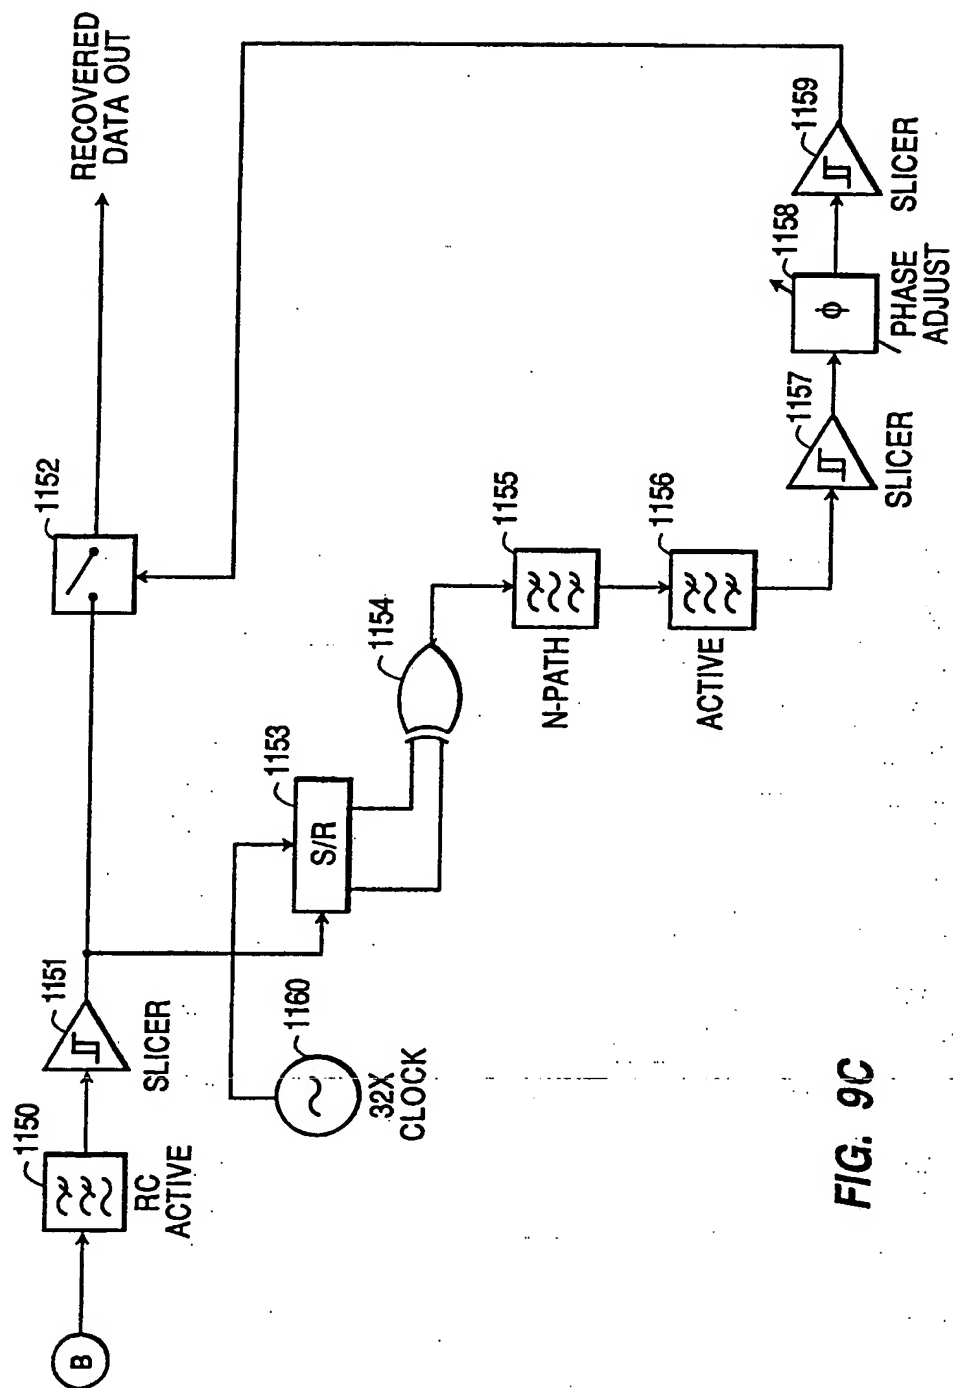 B
1150
RC
ACTIVE
1151
SLICER
1152
RECOVERED
DATA OUT
1160
32X
CLOCK
1153
S/R
1154
1155
N-PATH
1156
ACTIVE
1157
SLICER
1158
ϕ
PHASE
ADJUST
1159
SLICER
FIG. 9C